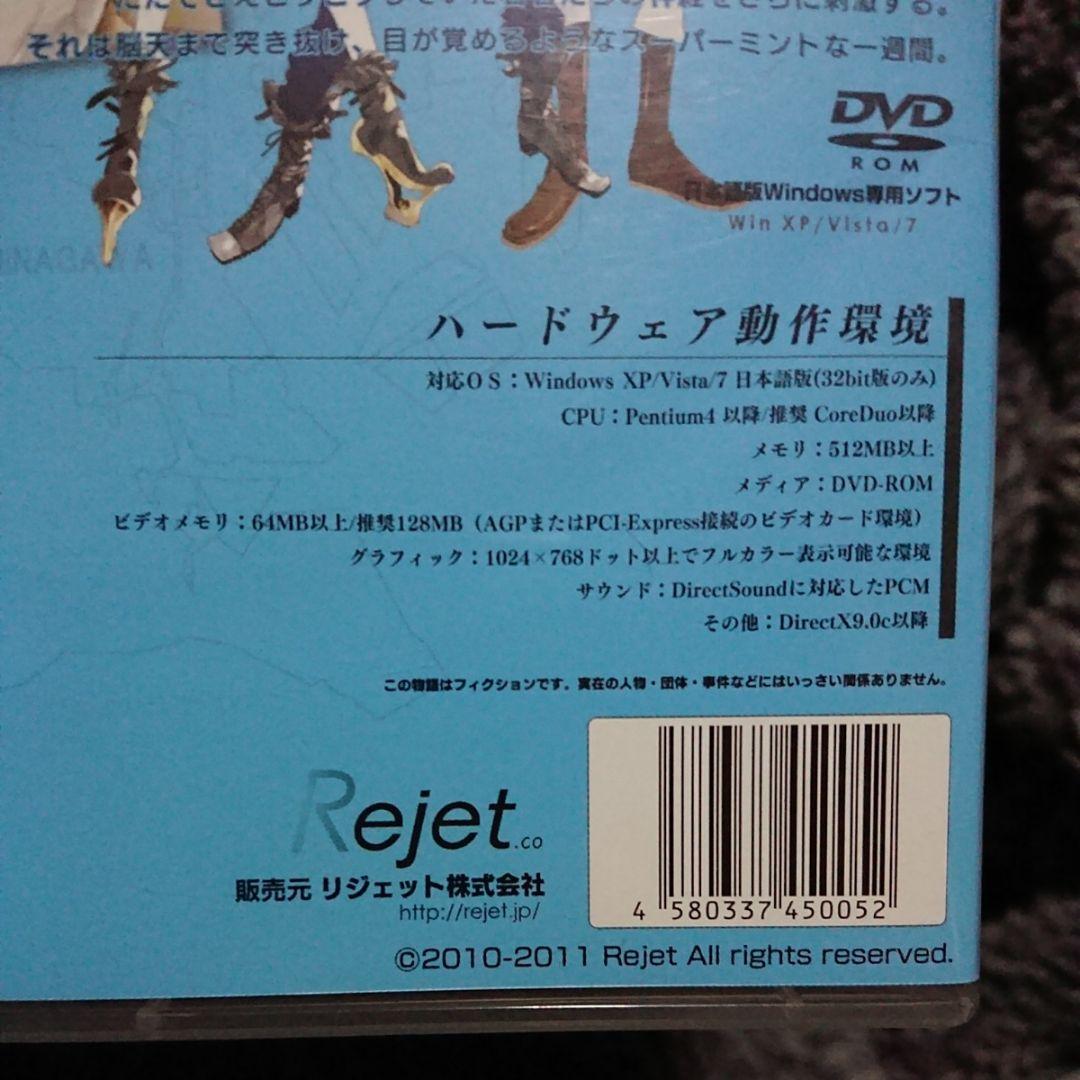 それは脳天まで突き抜け、目が覚めるようなスーパーミントな一週間。
DVD
ROM
日本語版Windows専用ソフト
Win XP/Vista/7
ハードウェア動作環境
対応OS：Windows XP/Vista/7 日本語版(32bit版のみ)
CPU：Pentium4 以降/推奨 CoreDuo以降
メモリ：512MB以上
メディア：DVD-ROM
ビデオメモリ：64MB以上/推奨128MB（AGPまたはPCI-Express接続のビデオカード環境）
グラフィック：1024×768ドット以上でフルカラー表示可能な環境
サウンド：DirectSoundに対応したPCM
その他：DirectX9.0c以降
この物語はフィクションです。実在の人物・団体・事件などにはいっさい関係ありません。
Rejet.co
販売元 リジェット株式会社
http://rejet.jp/
4 580337 450052
©2010-2011 Rejet All rights reserved.